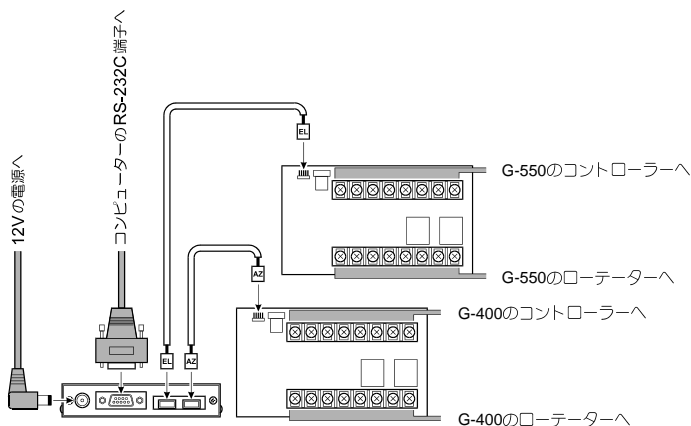 12Vの電源へ
コンピューターのRS-232C端子へ
EL
G-550のコントローラーへ
AZ
G-550のローテーターへ
G-400のコントローラーへ
EL
AZ
G-400のローテーターへ